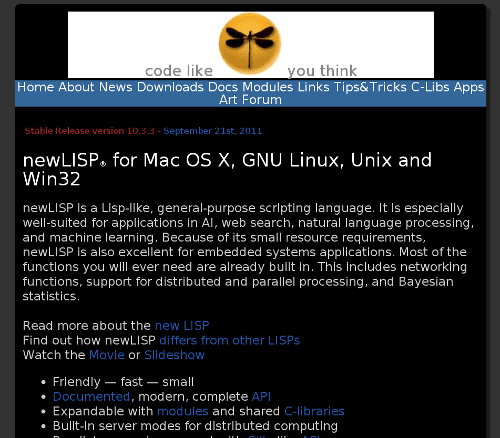 code like you think
Home About News Downloads Docs Modules Links Tips&Tricks C-Libs Apps
Art Forum
Stable Release version 10.3.3 - September 21st, 2011
newLISP® for Mac OS X, GNU Linux, Unix and
Win32
newLISP is a Lisp-like, general-purpose scripting language. It is especially
well-suited for applications in AI, web search, natural language processing,
and machine learning. Because of its small resource requirements,
newLISP is also excellent for embedded systems applications. Most of the
functions you will ever need are already built in. This includes networking
functions, support for distributed and parallel processing, and Bayesian
statistics.
Read more about the new LISP
Find out how newLISP differs from other LISPs
Watch the Movie or Slideshow
• Friendly — fast — small
• Documented, modern, complete API
• Expandable with modules and shared C-libraries
• Built-in server modes for distributed computing